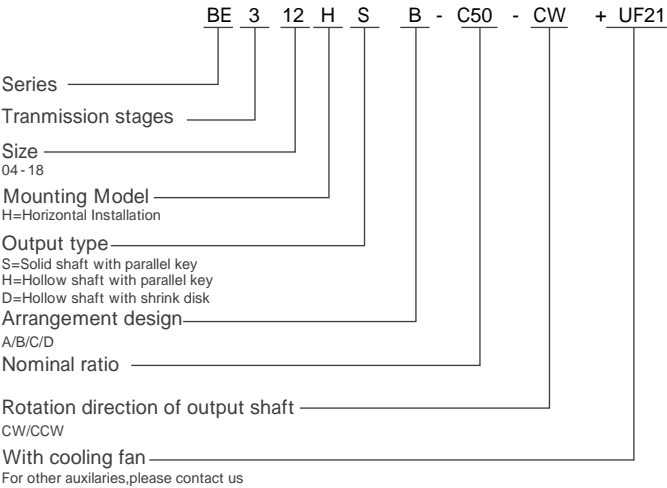 BE 3 12 H S B - C50 - CW + UF21
Series
Tranmission stages
Size
04-18
Mounting Model
H=Horizontal Installation
Output type
S=Solid shaft with parallel key
H=Hollow shaft with parallel key
D=Hollow shaft with shrink disk
Arrangement design
A/B/C/D
Nominal ratio
Rotation direction of output shaft
CW/CCW
With cooling fan
For other auxilaries,please contact us